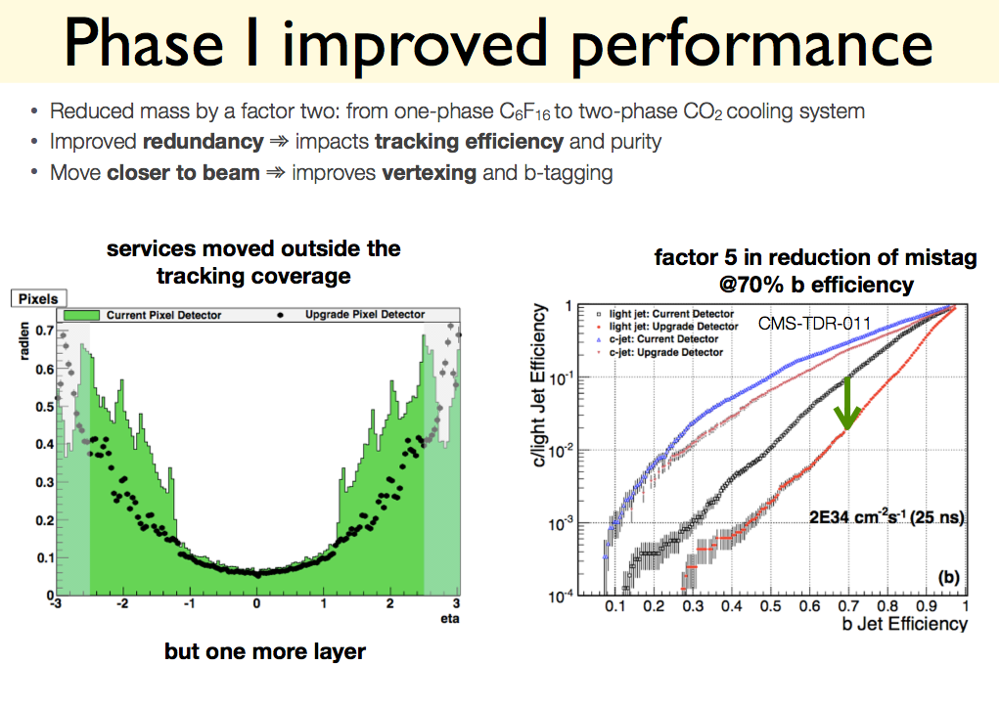 Phase I improved performance
• Reduced mass by a factor two: from one-phase C₆F₁₆ to two-phase CO₂ cooling system
• Improved redundancy ⇾ impacts tracking efficiency and purity
• Move closer to beam ⇾ improves vertexing and b-tagging
services moved outside the
tracking coverage
Pixels
Current Pixel Detector
Upgrade Pixel Detector
radlen
0.7
0.6
0.5
0.4
0.3
0.2
0.1
0
-3
-2
-1
0
1
2
3
eta
but one more layer
factor 5 in reduction of mistag
@70% b efficiency
c/light Jet Efficiency
light jet: Current Detector
light jet: Upgrade Detector
c-jet: Current Detector
c-jet: Upgrade Detector
CMS-TDR-011
1
10⁻¹
10⁻²
10⁻³
10⁻⁴
2E34 cm⁻²s⁻¹ (25 ns)
(b)
0.1
0.2
0.3
0.4
0.5
0.6
0.7
0.8
0.9
1
b Jet Efficiency